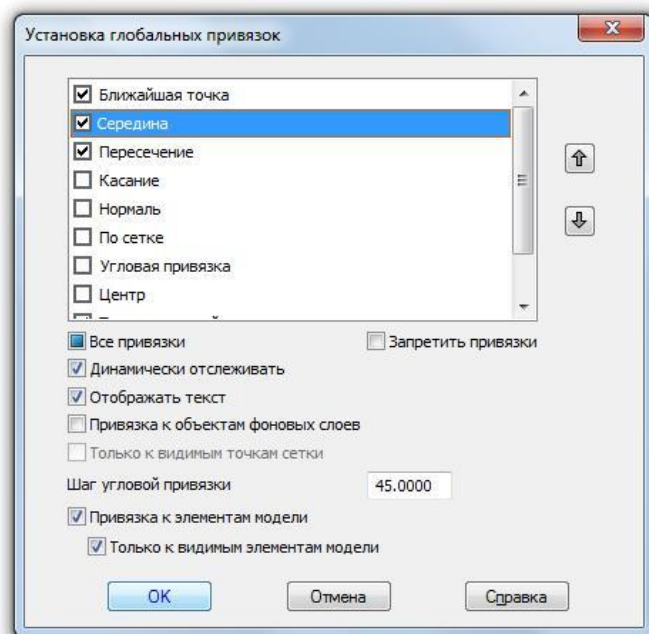 Установка глобальных привязок
Ближайшая точка
Середина
Пересечение
Касание
Нормаль
По сетке
Угловая привязка
Центр
Все привязки Запретить привязки
Динамически отслеживать
Отображать текст
Привязка к объектам фоновых слоев
Только к видимым точкам сетки
Шаг угловой привязки 45.0000
Привязка к элементам модели
Только к видимым элементам модели
OK Отмена Справка